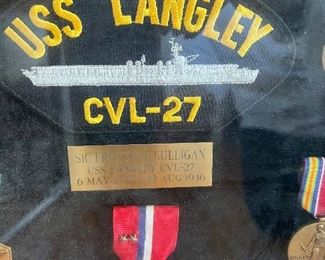 USS LANGLEY
CVL-27
CULLIGAN
USS LANGLEY CVL-27
6 MAY AUG 1946